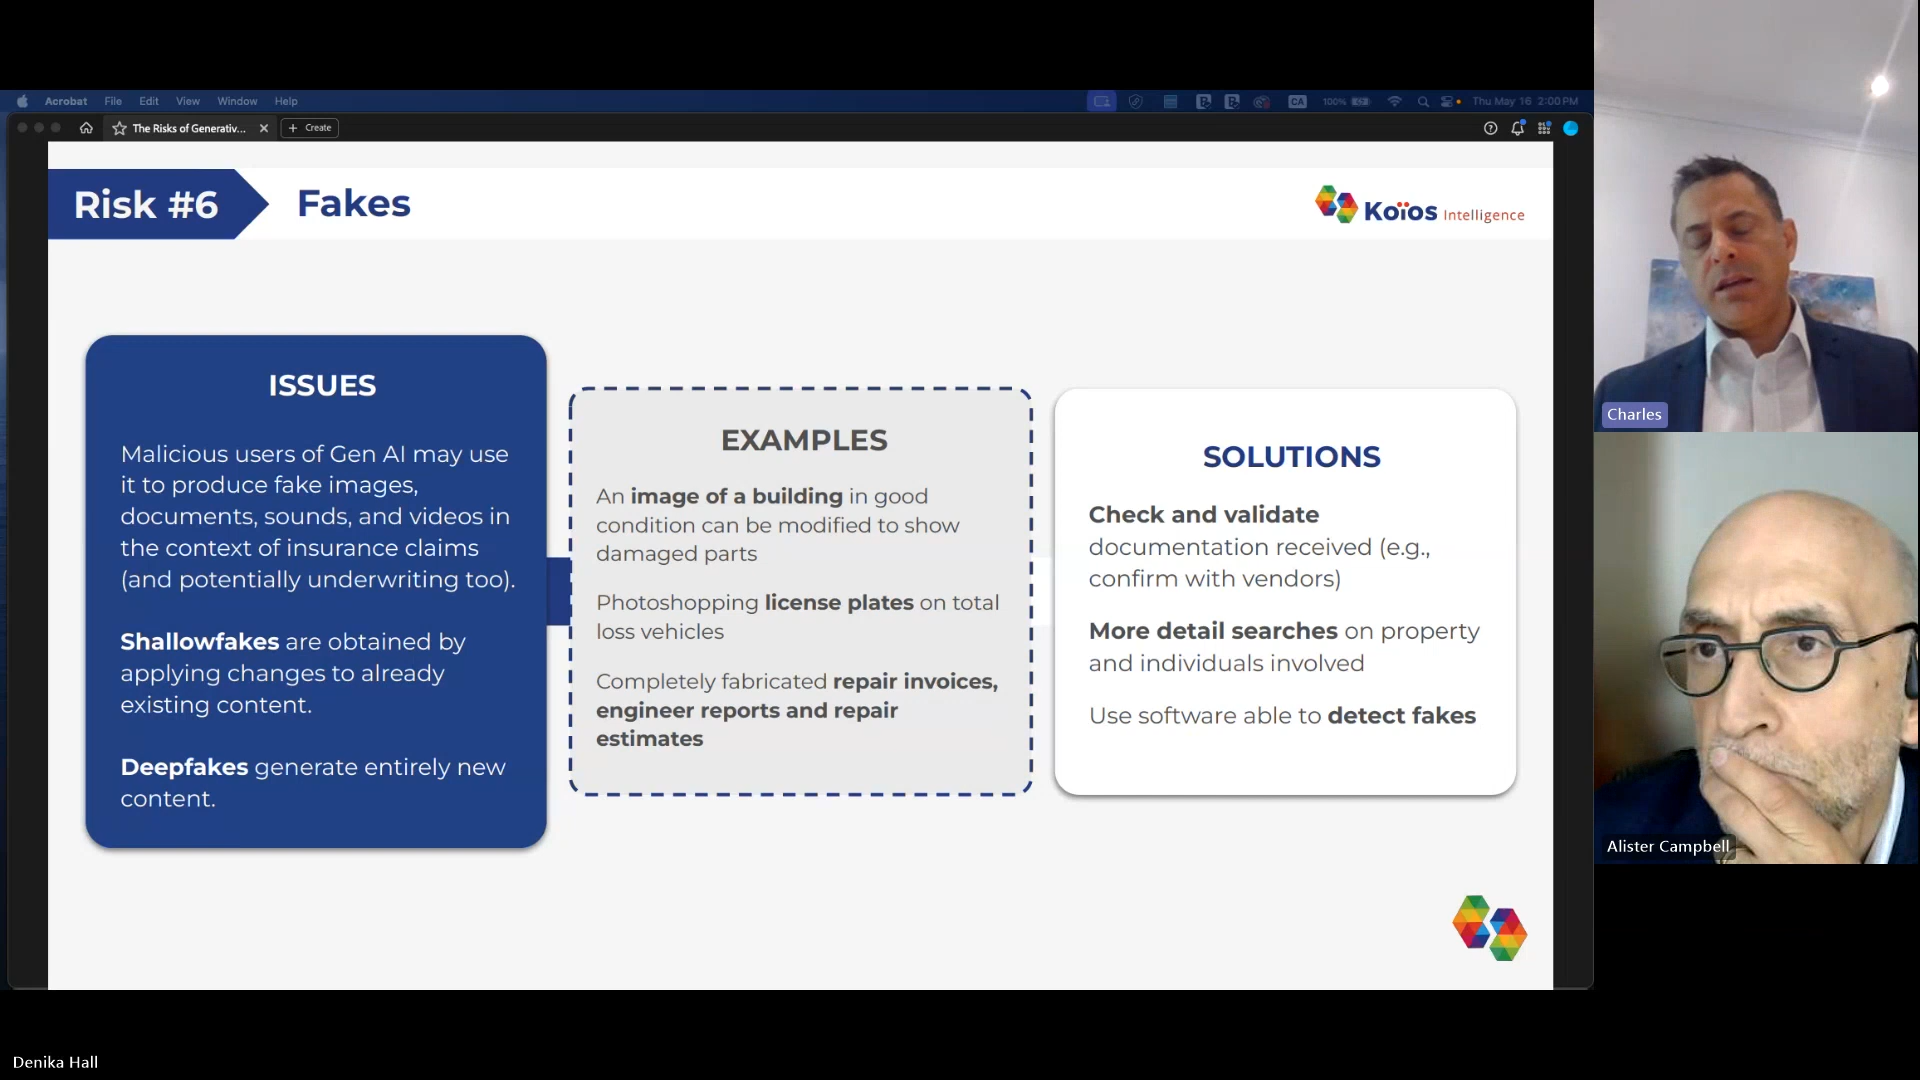 Acrobat File Edit View Window Help
CA 100% Thu May 16 2:00 PM
The Risks of Generativ...
Create
Risk #6
Fakes
Koïos Intelligence
ISSUES
Malicious users of Gen AI may use
it to produce fake images,
documents, sounds, and videos in
the context of insurance claims
(and potentially underwriting too).
Shallowfakes are obtained by
applying changes to already
existing content.
Deepfakes generate entirely new
content.
EXAMPLES
An image of a building in good
condition can be modified to show
damaged parts
Photoshopping license plates on total
loss vehicles
Completely fabricated repair invoices,
engineer reports and repair
estimates
SOLUTIONS
Check and validate
documentation received (e.g.,
confirm with vendors)
More detail searches on property
and individuals involved
Use software able to detect fakes
Charles
Alister Campbell
Denika Hall